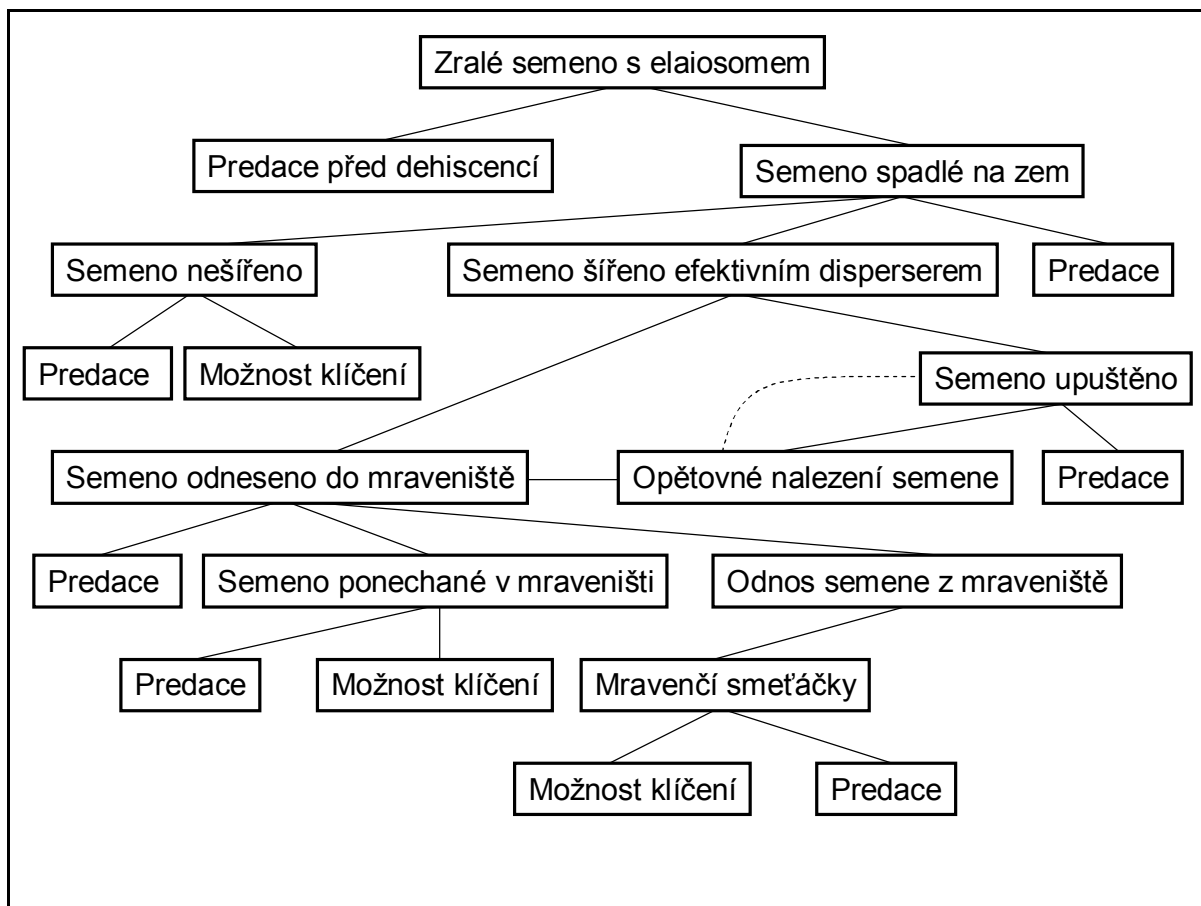 Zralé semeno s elaiosomem
Predace před dehiscencí
Semeno spadlé na zem
Semeno nešířeno
Semeno šířeno efektivním disperserem
Predace
Predace
Možnost klíčení
Semeno upuštěno
Semeno odneseno do mraveniště
Opětovné nalezení semene
Predace
Predace
Semeno ponechané v mraveništi
Odnos semene z mraveniště
Predace
Možnost klíčení
Mravenčí smeťáčky
Možnost klíčení
Predace